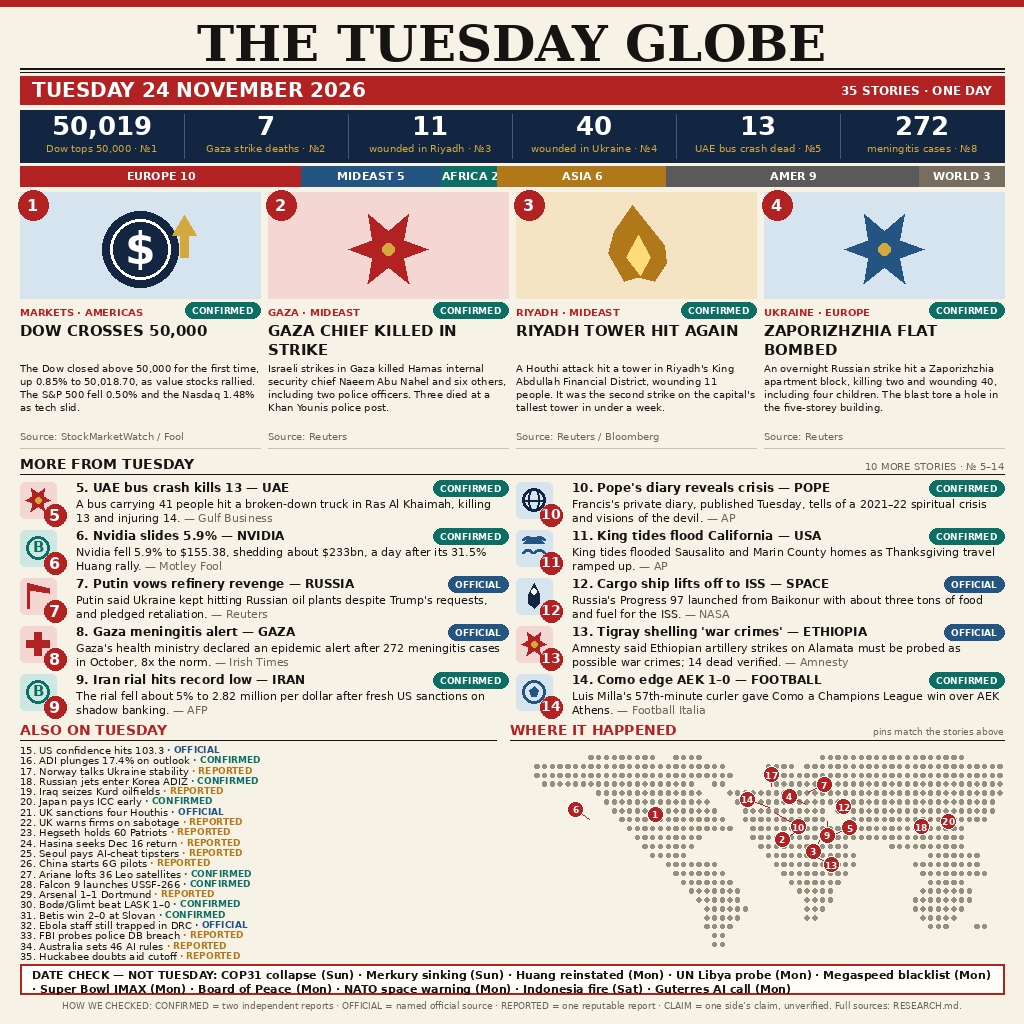 THE TUESDAY GLOBE
TUESDAY 24 NOVEMBER 2026
35 STORIES · ONE DAY
50,019
Dow tops 50,000 · №1
7
Gaza strike deaths · №2
11
wounded in Riyadh · №3
40
wounded in Ukraine · №4
13
UAE bus crash dead · №5
272
meningitis cases · №8
EUROPE 10
MIDEAST 5
AFRICA 2
ASIA 6
AMER 9
WORLD 3
1
$
MARKETS · AMERICAS
CONFIRMED
DOW CROSSES 50,000
The Dow closed above 50,000 for the first time,
up 0.85% to 50,018.70, as value stocks rallied.
The S&P 500 fell 0.50% and the Nasdaq 1.48%
as tech slid.
Source: StockMarketWatch / Fool
2
GAZA · MIDEAST
CONFIRMED
GAZA CHIEF KILLED IN
STRIKE
Israeli strikes in Gaza killed Hamas internal
security chief Naeem Abu Nahel and six others,
including two police officers. Three died at a
Khan Younis police post.
Source: Reuters
3
RIYADH · MIDEAST
CONFIRMED
RIYADH TOWER HIT AGAIN
A Houthi attack hit a tower in Riyadh's King
Abdullah Financial District, wounding 11
people. It was the second strike on the capital's
tallest tower in under a week.
Source: Reuters / Bloomberg
4
UKRAINE · EUROPE
CONFIRMED
ZAPORIZHZHIA FLAT
BOMBED
An overnight Russian strike hit a Zaporizhzhia
apartment block, killing two and wounding 40,
including four children. The blast tore a hole in
the five-storey building.
Source: Reuters
MORE FROM TUESDAY
10 MORE STORIES · № 5–14
5
5. UAE bus crash kills 13 — UAE
CONFIRMED
A bus carrying 41 people hit a broken-down truck in Ras Al Khaimah, killing
13 and injuring 14. — Gulf Business
B
6
6. Nvidia slides 5.9% — NVIDIA
CONFIRMED
Nvidia fell 5.9% to $155.38, shedding about $233bn, a day after its 31.5%
Huang rally. — Motley Fool
7
7. Putin vows refinery revenge — RUSSIA
OFFICIAL
Putin said Ukraine kept hitting Russian oil plants despite Trump's requests,
and pledged retaliation. — Reuters
8
8. Gaza meningitis alert — GAZA
OFFICIAL
Gaza's health ministry declared an epidemic alert after 272 meningitis cases
in October, 8x the norm. — Irish Times
B
9
9. Iran rial hits record low — IRAN
CONFIRMED
The rial fell about 5% to 2.82 million per dollar after fresh US sanctions on
shadow banking. — AFP
10
10. Pope's diary reveals crisis — POPE
CONFIRMED
Francis's private diary, published Tuesday, tells of a 2021–22 spiritual crisis
and visions of the devil. — AP
11
11. King tides flood California — USA
CONFIRMED
King tides flooded Sausalito and Marin County homes as Thanksgiving travel
ramped up. — AP
12
12. Cargo ship lifts off to ISS — SPACE
OFFICIAL
Russia's Progress 97 launched from Baikonur with about three tons of food
and fuel for the ISS. — NASA
13
13. Tigray shelling 'war crimes' — ETHIOPIA
OFFICIAL
Amnesty said Ethiopian artillery strikes on Alamata must be probed as
possible war crimes; 14 dead verified. — Amnesty
14
14. Como edge AEK 1–0 — FOOTBALL
CONFIRMED
Luis Milla's 57th-minute curler gave Como a Champions League win over AEK
Athens. — Football Italia
ALSO ON TUESDAY
15. US confidence hits 103.3 · OFFICIAL
16. ADI plunges 17.4% on outlook · CONFIRMED
17. Norway talks Ukraine stability · REPORTED
18. Russian jets enter Korea ADIZ · CONFIRMED
19. Iraq seizes Kurd oilfields · REPORTED
20. Japan pays ICC early · CONFIRMED
21. UK sanctions four Houthis · OFFICIAL
22. UK warns firms on sabotage · REPORTED
23. Hegseth holds 60 Patriots · REPORTED
24. Hasina seeks Dec 16 return · REPORTED
25. Seoul pays AI-cheat tipsters · REPORTED
26. China starts 6G pilots · REPORTED
27. Ariane lofts 36 Leo satellites · CONFIRMED
28. Falcon 9 launches USSF-266 · CONFIRMED
29. Arsenal 1–1 Dortmund · REPORTED
30. Bodø/Glimt beat LASK 1–0 · CONFIRMED
31. Betis win 2–0 at Slovan · CONFIRMED
32. Ebola staff still trapped in DRC · OFFICIAL
33. FBI probes police DB breach · REPORTED
34. Australia sets 46 AI rules · REPORTED
35. Huckabee doubts aid cutoff · REPORTED
WHERE IT HAPPENED
pins match the stories above
17
7
14
4
12
6
1
10
5
18
20
9
2
3
13
DATE CHECK — NOT TUESDAY: COP31 collapse (Sun) · Merkury sinking (Sun) · Huang reinstated (Mon) · UN Libya probe (Mon) · Megaspeed blacklist (Mon)
· Super Bowl IMAX (Mon) · Board of Peace (Mon) · NATO space warning (Mon) · Indonesia fire (Sat) · Guterres AI call (Mon)
HOW WE CHECKED: CONFIRMED = two independent reports · OFFICIAL = named official source · REPORTED = one reputable report · CLAIM = one side's claim, unverified. Full sources: RESEARCH.md.